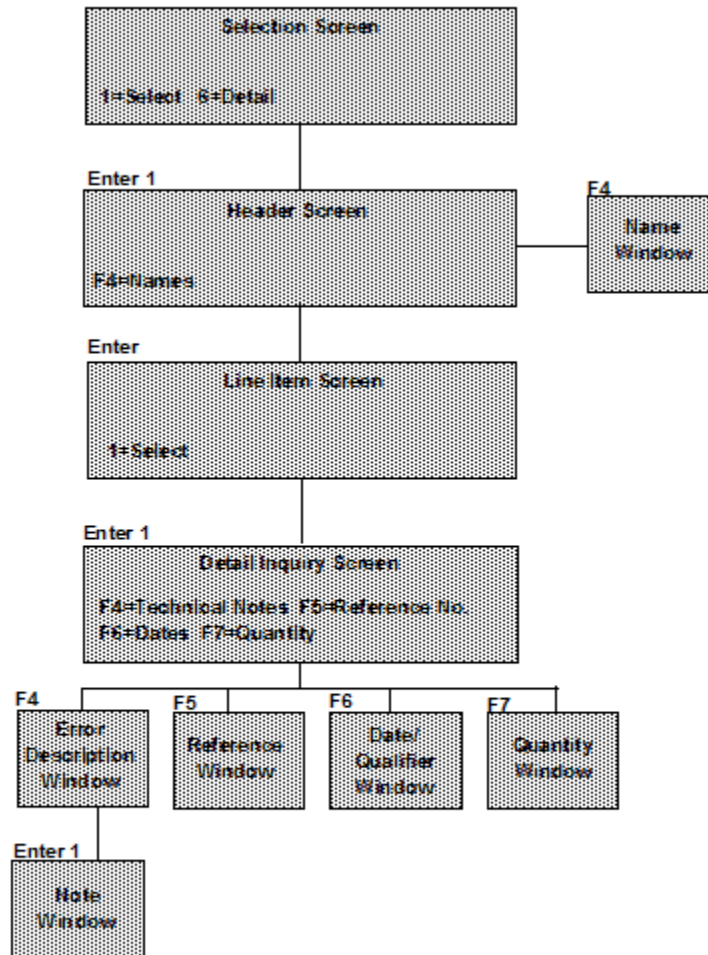 Selection Screen
1=Select 6=Detail
Enter 1
Header Screen
F4=Names
F4
Name
Window
Enter
Line Item Screen
1=Select
Enter 1
Detail Inquiry Screen
F4=Technical Notes F5=Reference No.
F6=Dates F7=Quantity
F4
Error
Description
Window
F5
Reference
Window
F6
Date/
Qualifier
Window
F7
Quantity
Window
Enter 1
Note
Window